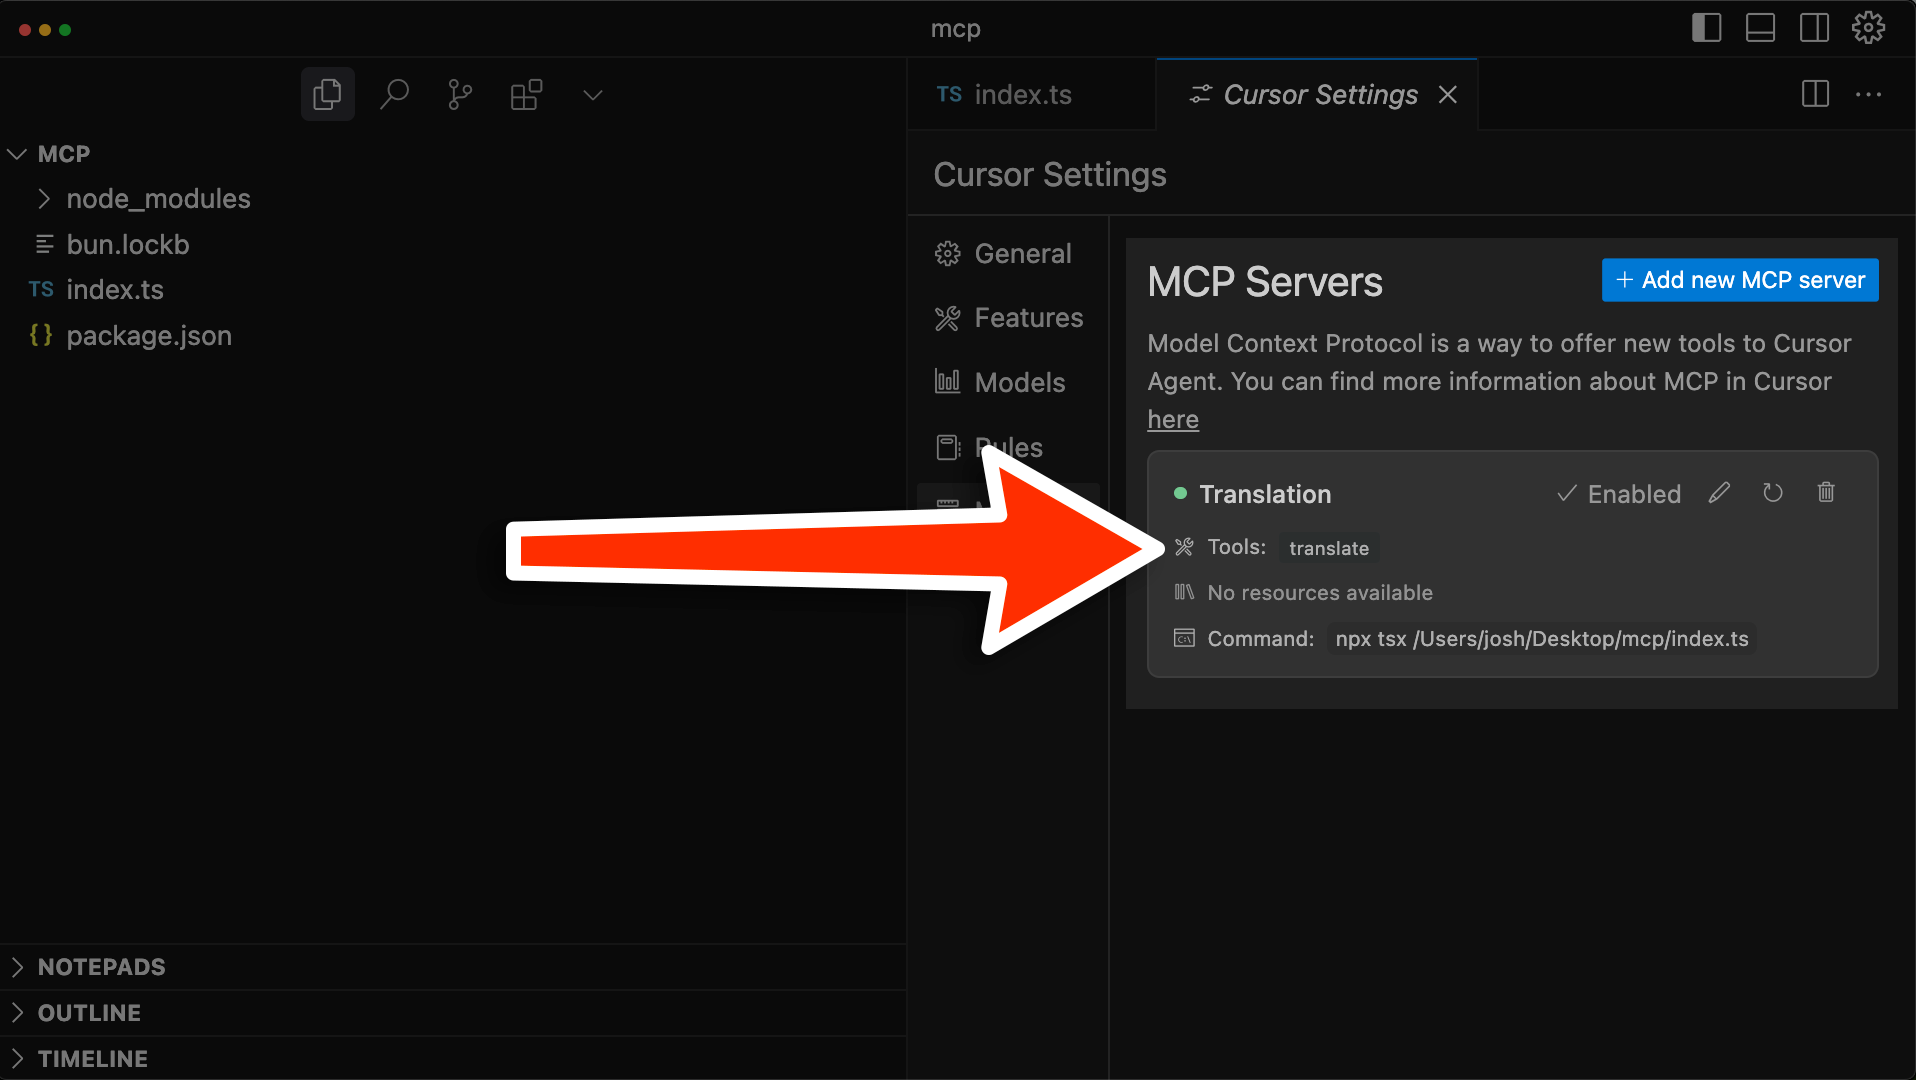 mcp
MCP
node_modules
bun.lockb
TS index.ts
{} package.json
NOTEPADS
OUTLINE
TIMELINE
TS index.ts
Cursor Settings
Cursor Settings
General
Features
Models
Rules
MCP Servers
+ Add new MCP server
Model Context Protocol is a way to offer new tools to Cursor
Agent. You can find more information about MCP in Cursor
here
Translation
Enabled
Tools: translate
No resources available
Command: npx tsx /Users/josh/Desktop/mcp/index.ts